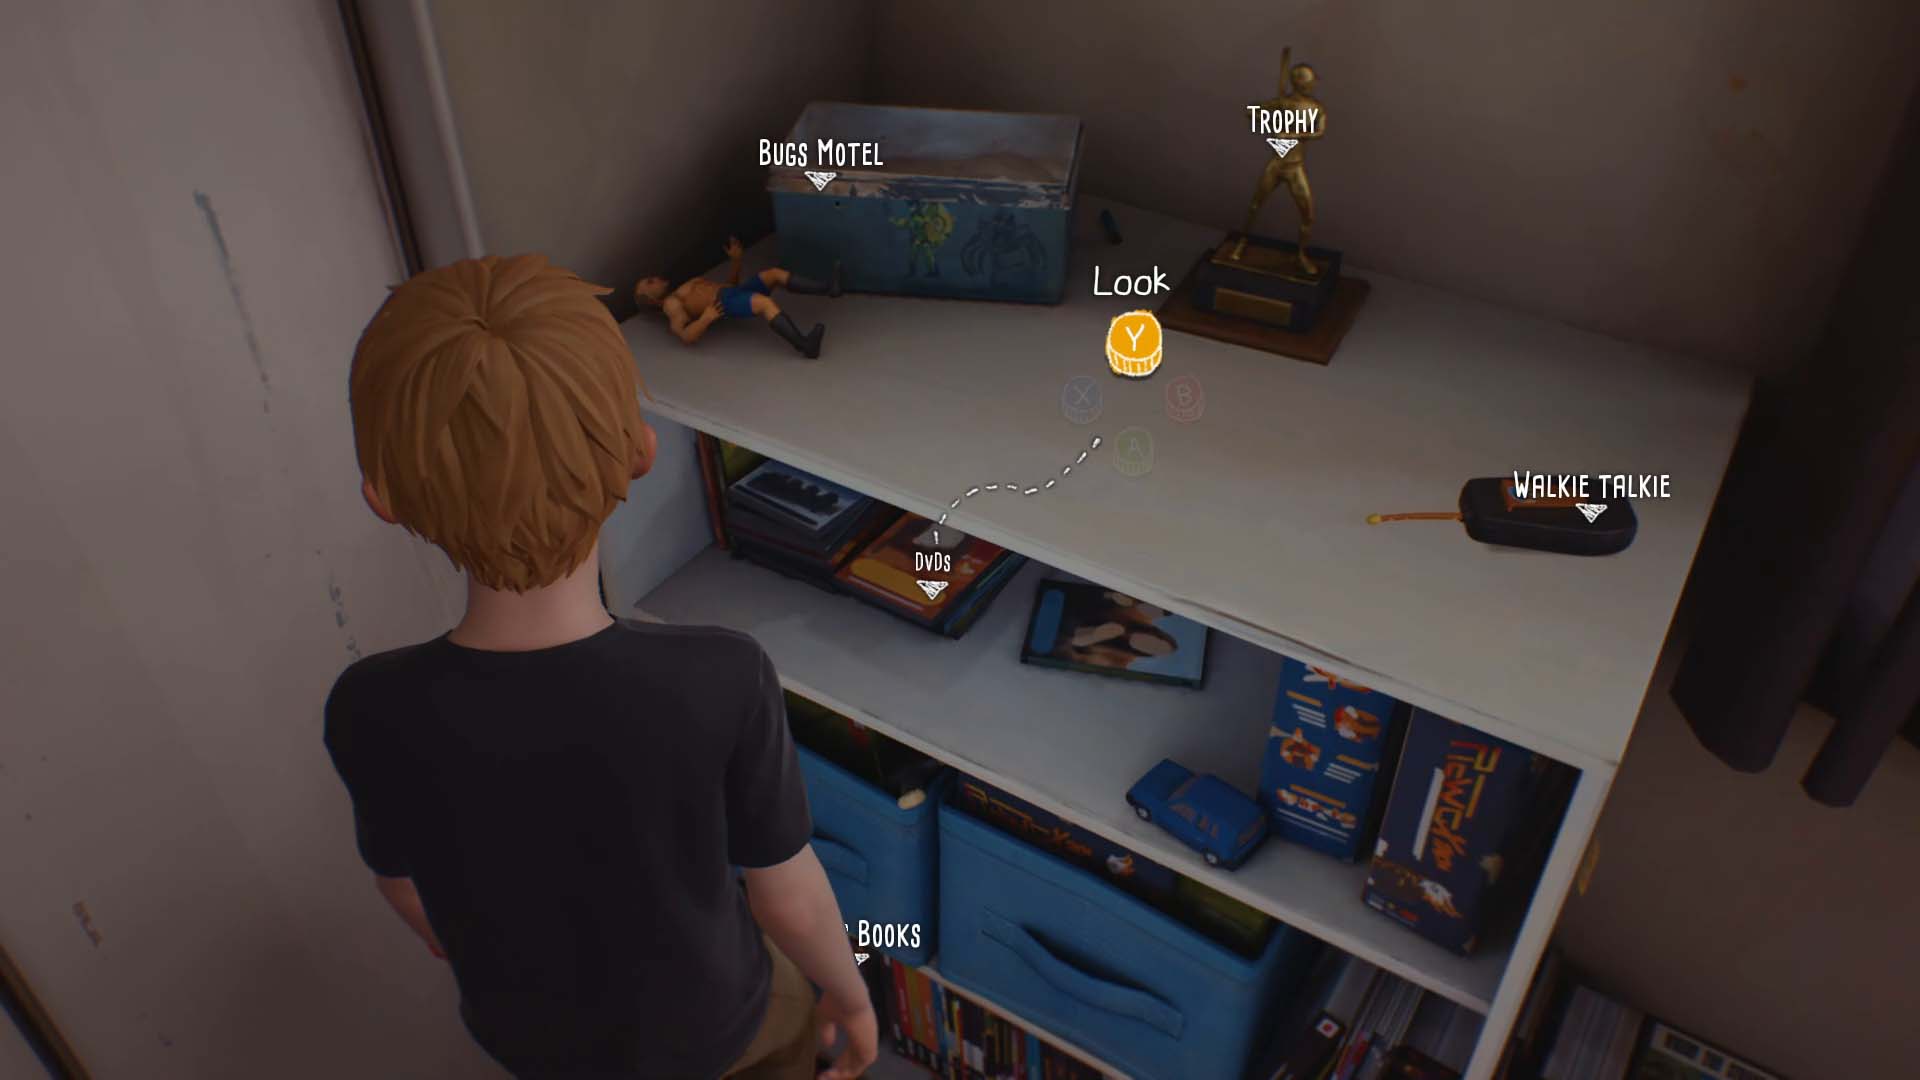 Trophy
Bugs Motel
Look
Y
X
B
A
Walkie talkie
DVDs
Books